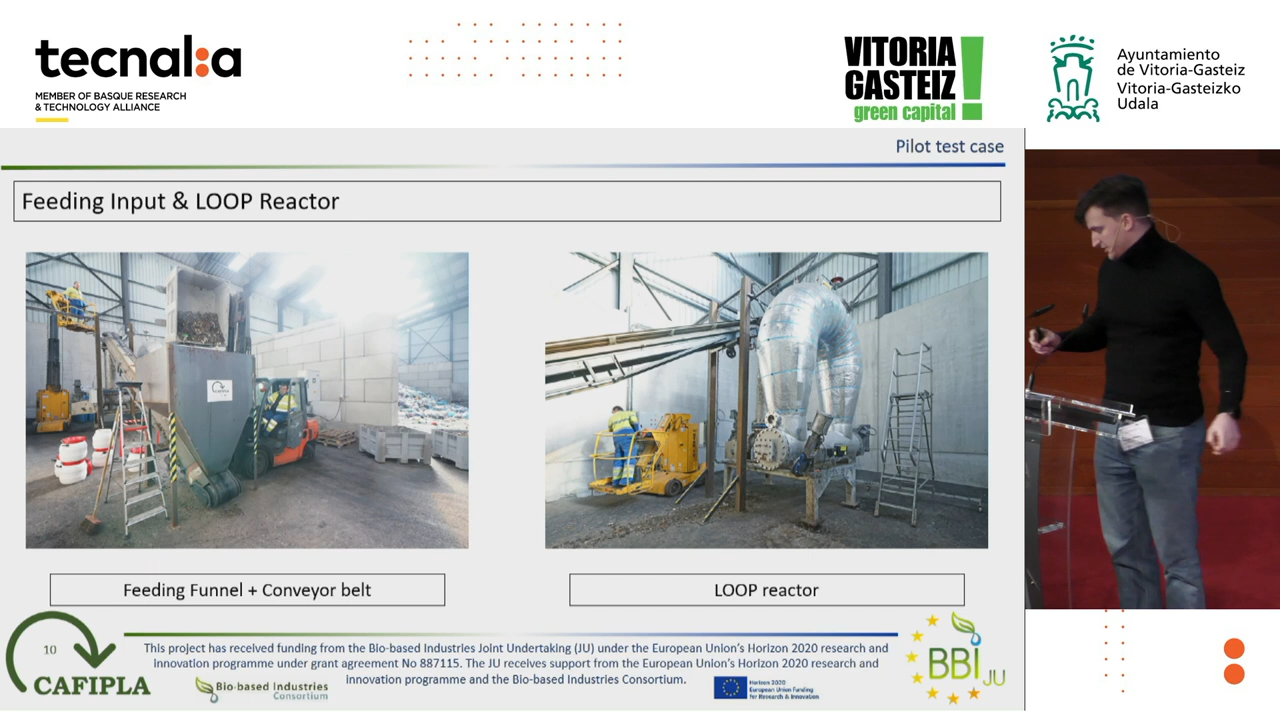 tecnal:a
MEMBER OF BASQUE RESEARCH
& TECHNOLOGY ALLIANCE
VITORIA
GASTEIZ
green capital
Ayuntamiento
de Vitoria-Gasteiz
Vitoria-Gasteizko
Udala
Pilot test case
Feeding Input & LOOP Reactor
Feeding Funnel + Conveyor belt
LOOP reactor
10
CAFIPLA
This project has received funding from the Bio-based Industries Joint Undertaking (JU) under the European Union's Horizon 2020 research and
innovation programme under grant agreement No 887115. The JU receives support from the European Union's Horizon 2020 research and
innovation programme and the Bio-based Industries Consortium.
Bio-based Industries
Consortium
Horizon 2020
European Union Funding
for Research & Innovation
BBI JU